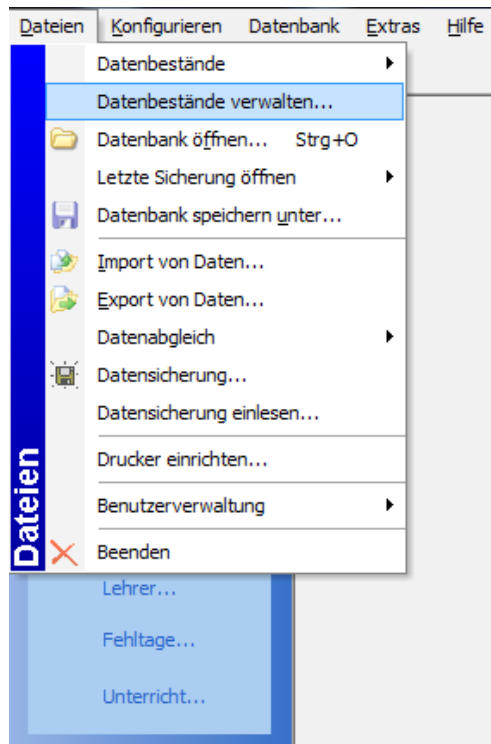 Dateien Konfigurieren Datenbank Extras Hilfe
Datenbestände
Datenbestände verwalten...
Datenbank öffnen... Strg+O
Letzte Sicherung öffnen
Datenbank speichern unter...
Import von Daten...
Export von Daten...
Datenabgleich
Datensicherung...
Datensicherung einlesen...
Drucker einrichten...
Benutzerverwaltung
Beenden
Dateien
Lehrer...
Fehltage...
Unterricht...